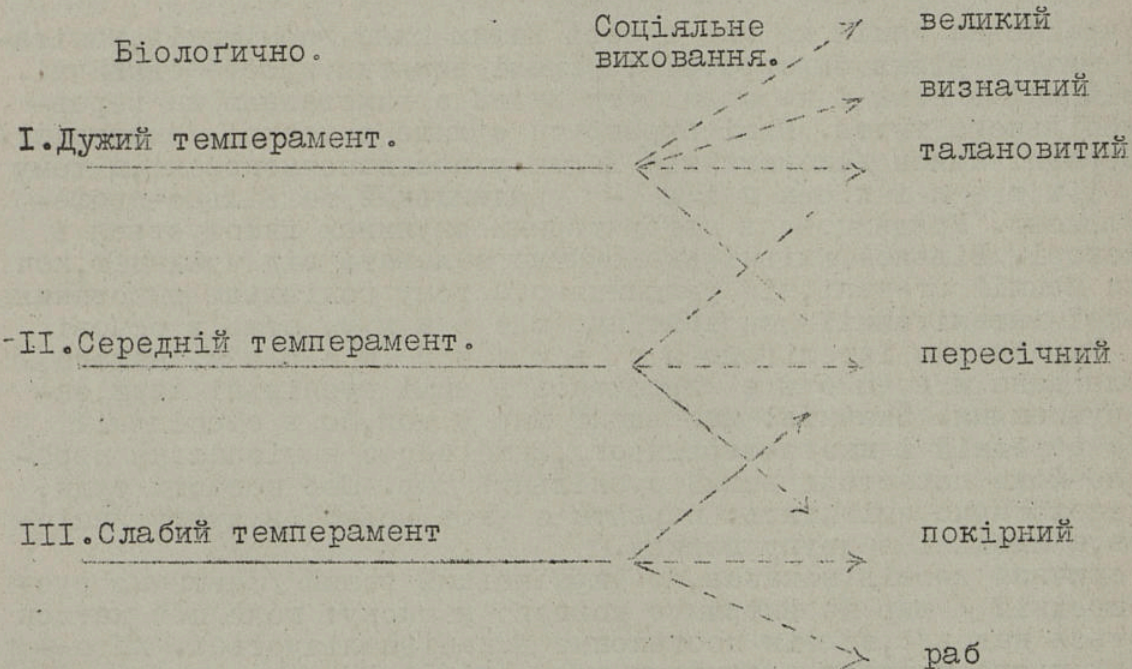 Біолоґично.
Соціяльне
виховання.
великий
визначний
I.Дужий темперамент.
талановитий
-II.Середній темперамент.
пересічний
III.Слабий темперамент
покірний
раб